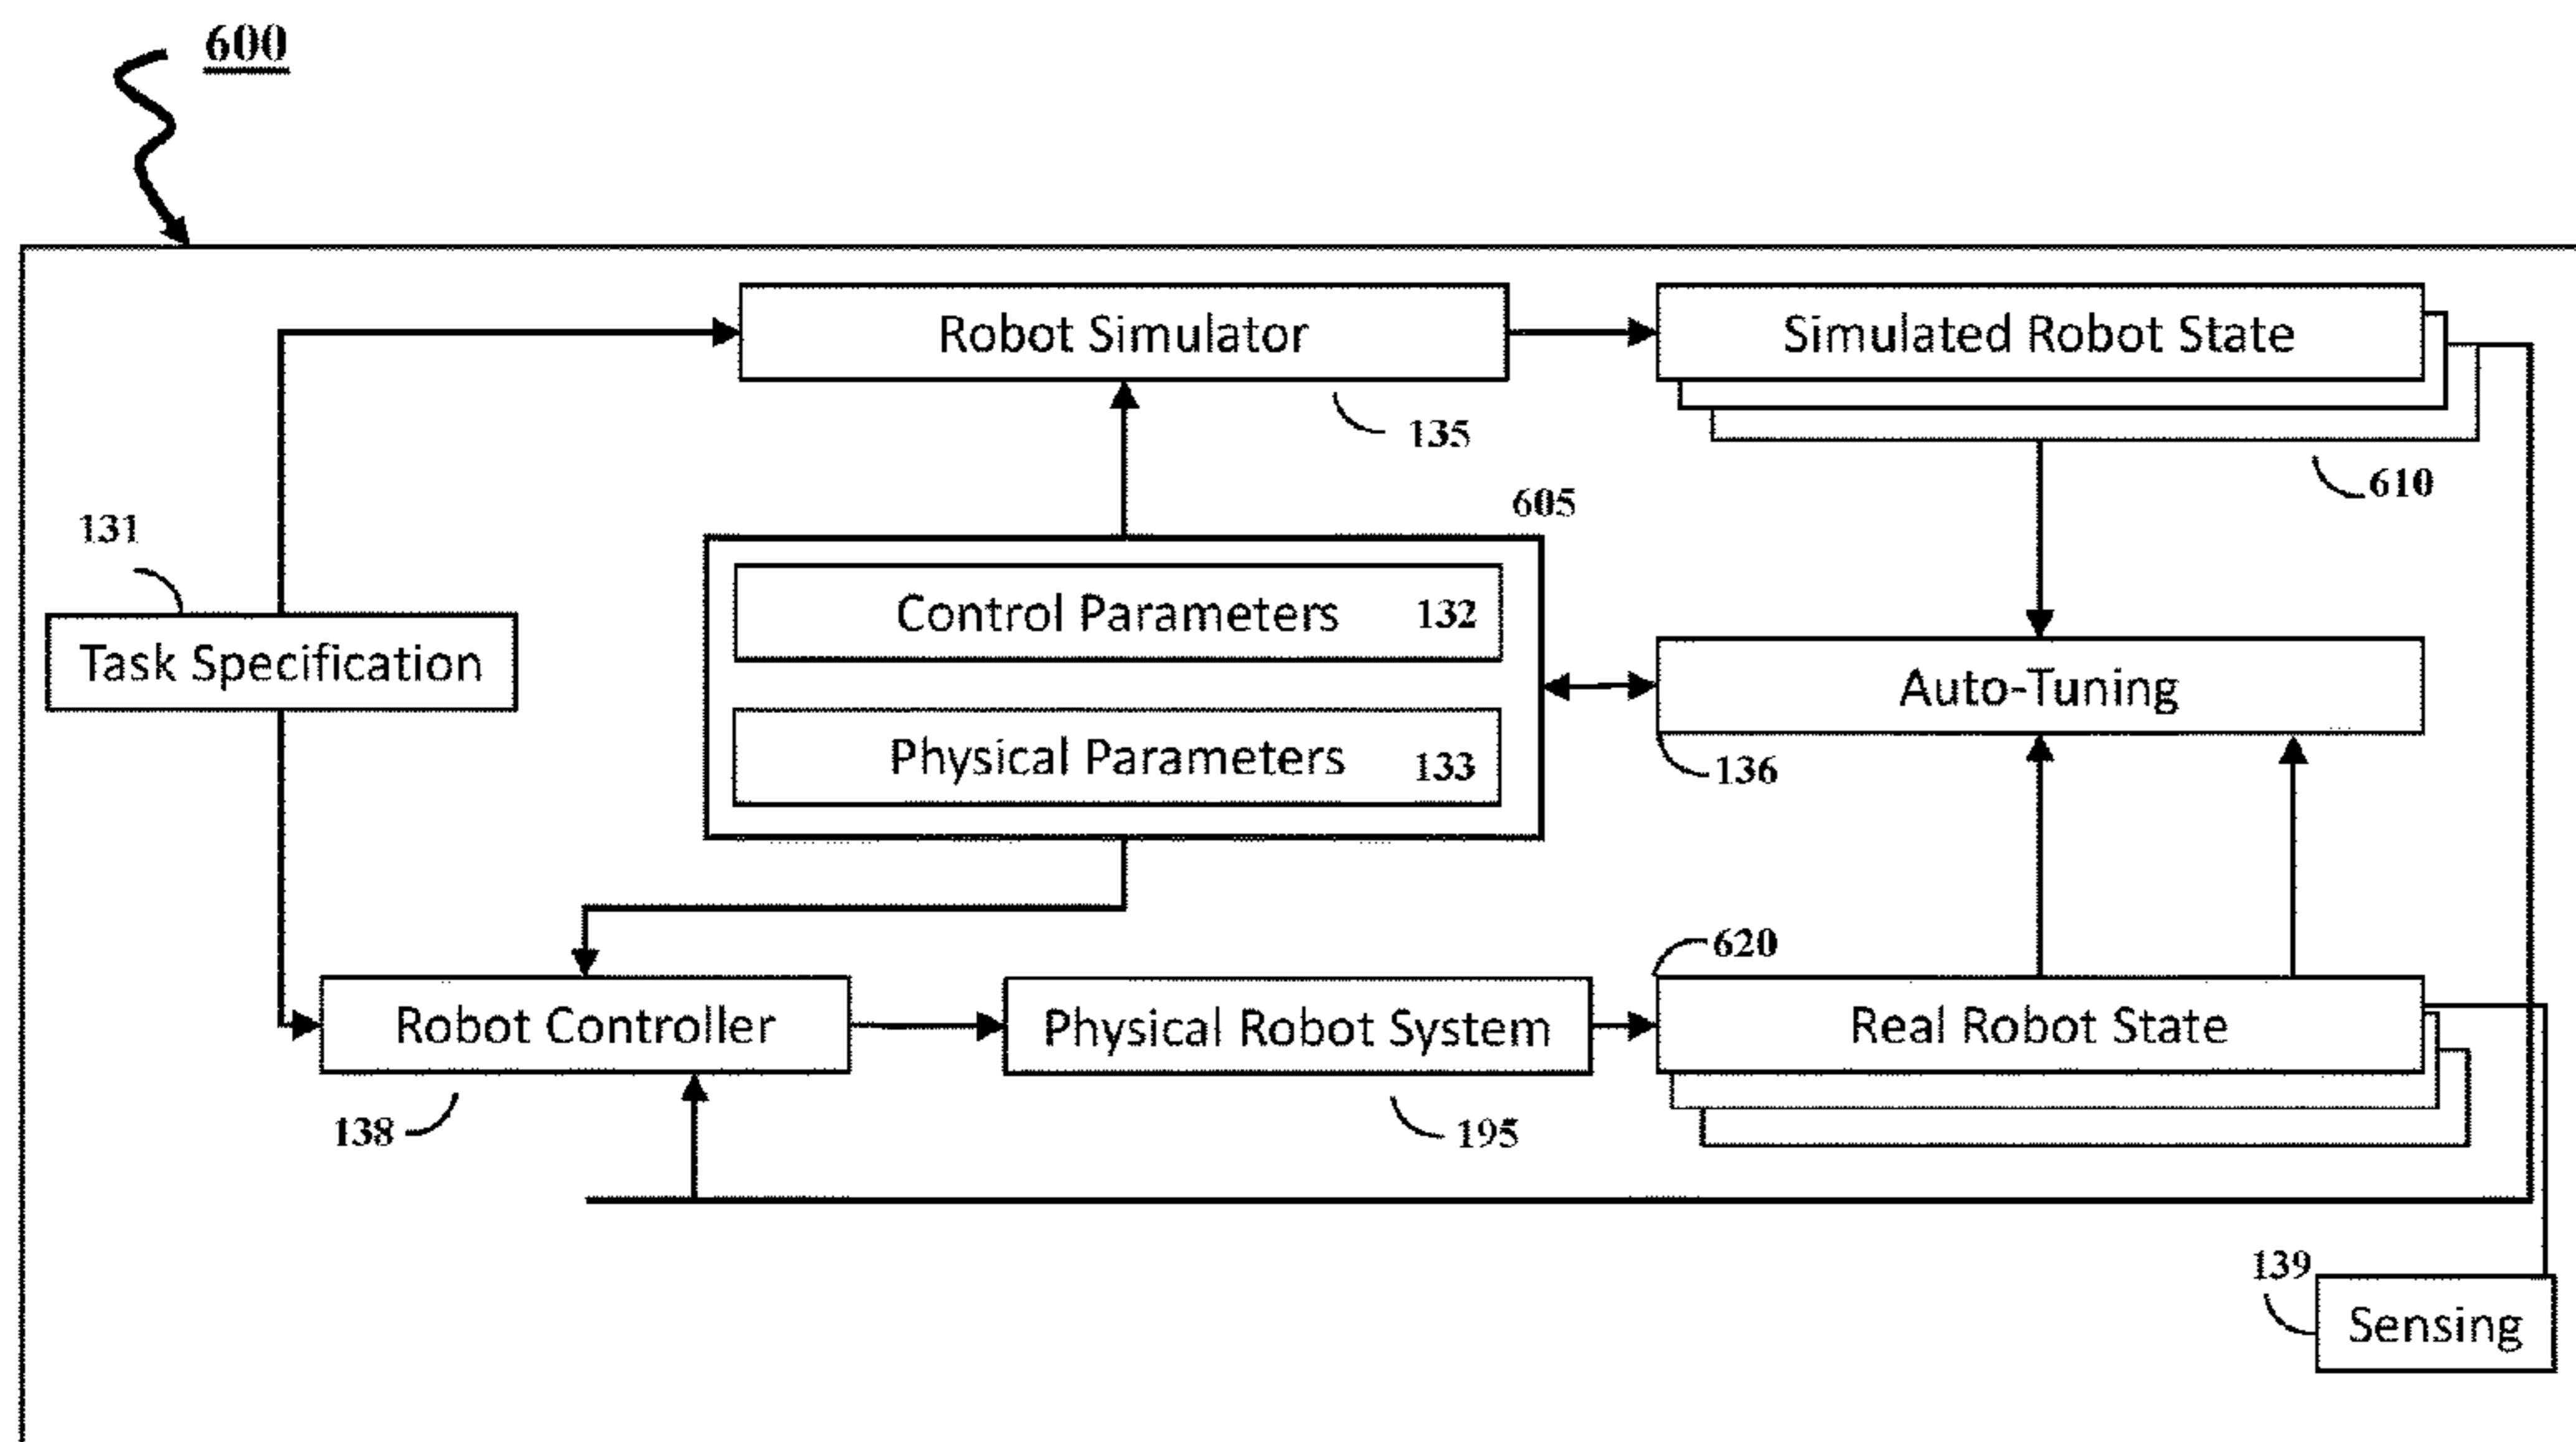 600
Robot Simulator
Simulated Robot State
135
610
605
131
Control Parameters 132
Task Specification
Auto-Tuning
Physical Parameters 133
136
620
Robot Controller
Physical Robot System
Real Robot State
138
195
139
Sensing